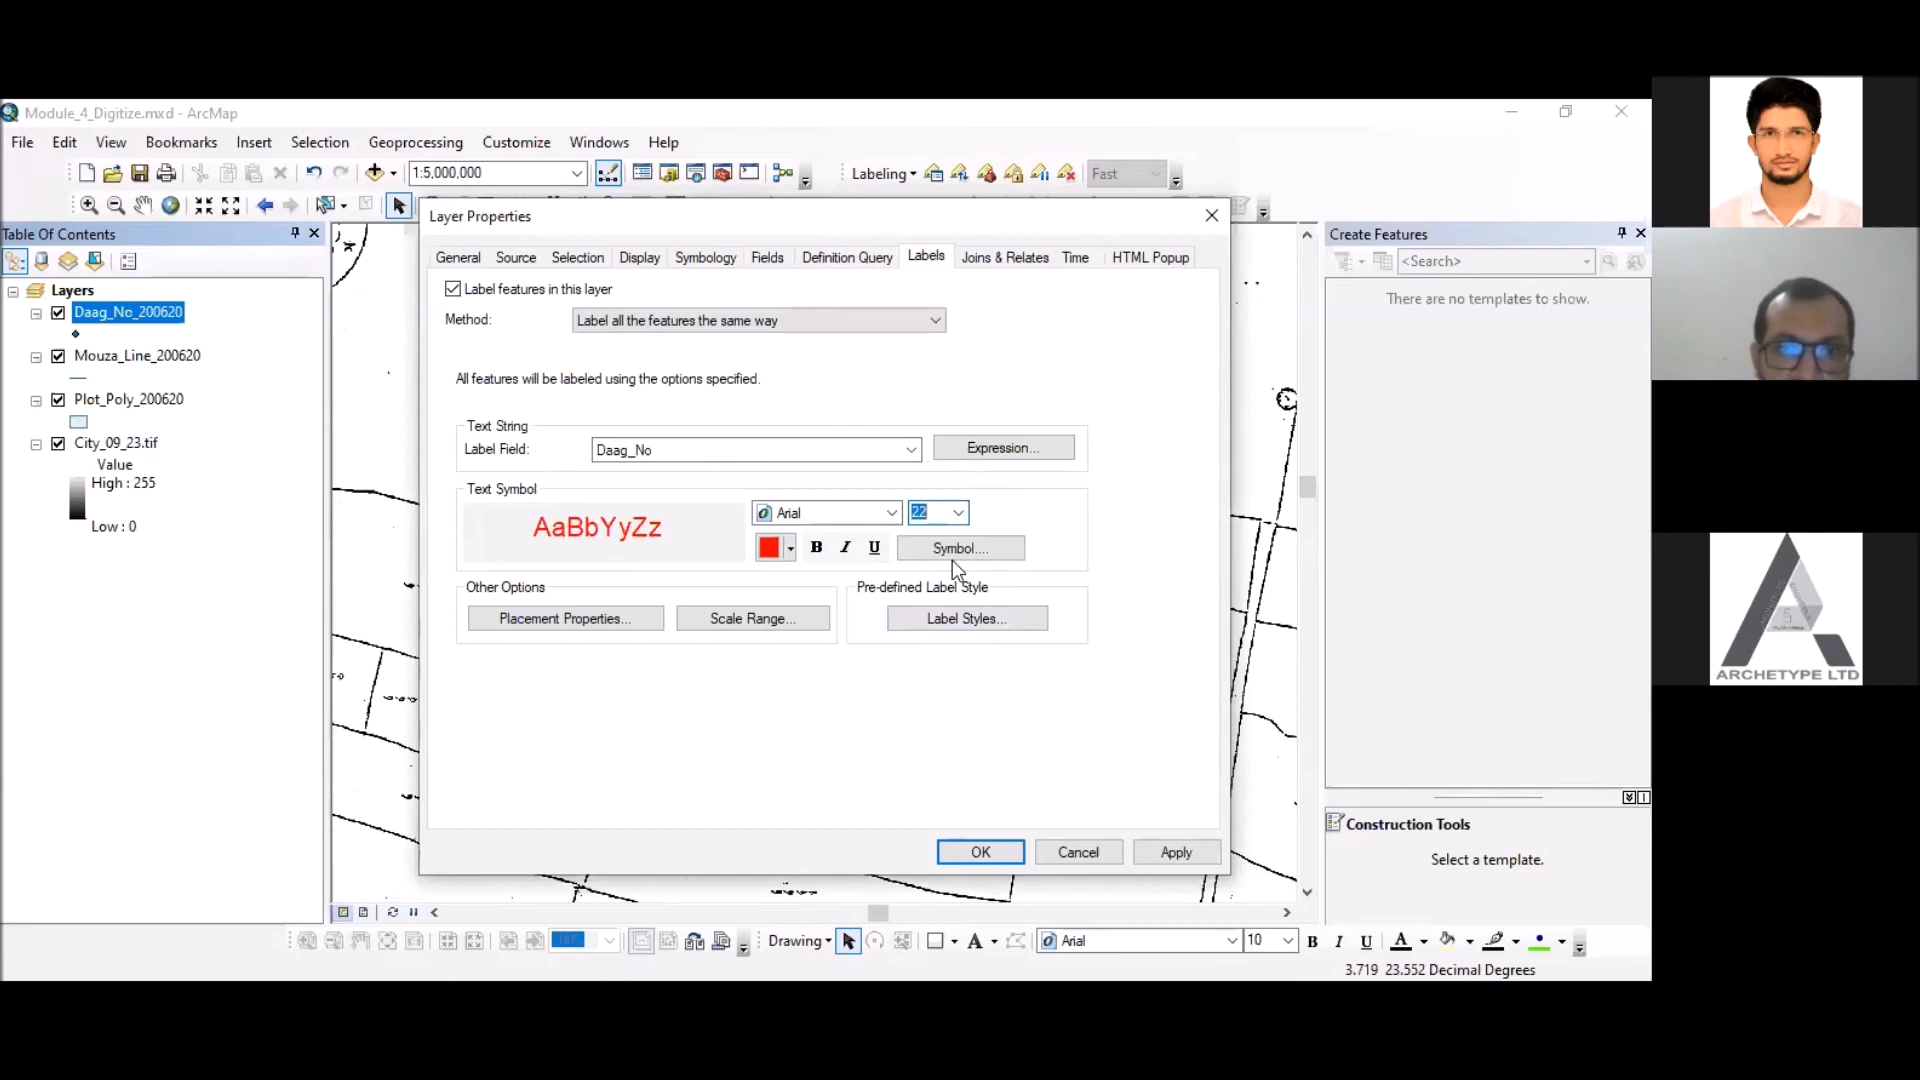 Module_4_Digitize.mxd - ArcMap
File Edit View Bookmarks Insert Selection Geoprocessing Customize Windows Help
1:5,000,000
Labeling
Fast
Table Of Contents
Layers
Daag_No_200620
Mouza_Line_200620
Plot_Poly_200620
City_09_23.tif
Value
High : 255
Low : 0
Layer Properties
General Source Selection Display Symbology Fields Definition Query Labels Joins & Relates Time HTML Popup
Label features in this layer
Method:
Label all the features the same way
All features will be labeled using the options specified.
Text String
Label Field:
Daag_No
Expression...
Text Symbol
AaBbYyZz
Arial
22
B I U
Symbol....
Other Options
Placement Properties...
Scale Range...
Pre-defined Label Style
Label Styles...
OK
Cancel
Apply
Create Features
<Search>
There are no templates to show.
Construction Tools
Select a template.
Drawing
A
Arial
10
B I U A
3.719 23.552 Decimal Degrees
ARCHETYPE LTD